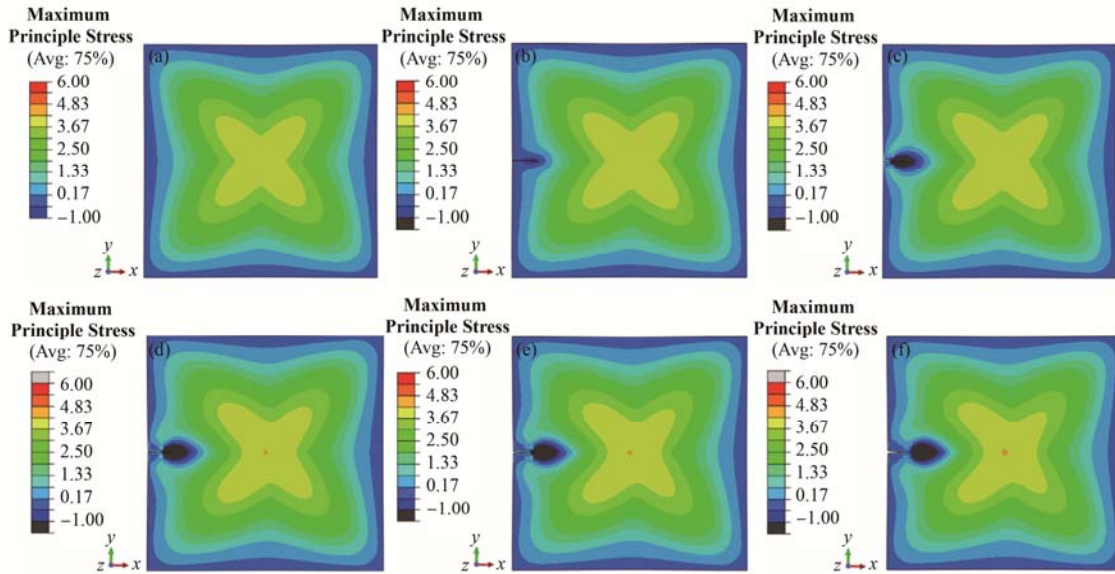 Maximum
Principle Stress
(Avg: 75%)
6.00
4.83
3.67
2.50
1.33
0.17
−1.00
y
z x
(a)
Maximum
Principle Stress
(Avg: 75%)
6.00
4.83
3.67
2.50
1.33
0.17
−1.00
y
z x
(b)
Maximum
Principle Stress
(Avg: 75%)
6.00
4.83
3.67
2.50
1.33
0.17
−1.00
y
z x
(c)
Maximum
Principle Stress
(Avg: 75%)
6.00
4.83
3.67
2.50
1.33
0.17
−1.00
y
z x
(d)
Maximum
Principle Stress
(Avg: 75%)
6.00
4.83
3.67
2.50
1.33
0.17
−1.00
y
z x
(e)
Maximum
Principle Stress
(Avg: 75%)
6.00
4.83
3.67
2.50
1.33
0.17
−1.00
y
z x
(f)